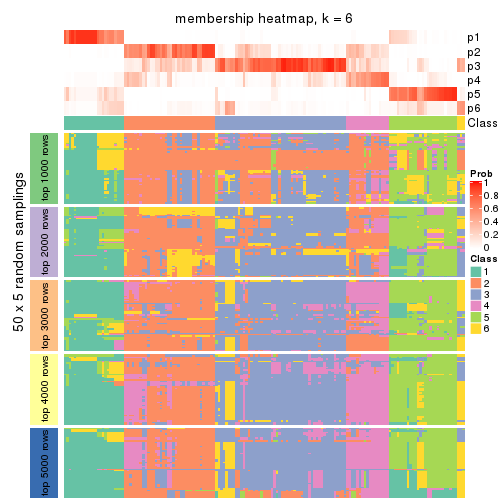 membership heatmap, k = 6
p1
p2
p3
p4
p5
p6
Class
50 x 5 random samplings
top 1000 rows
top 2000 rows
top 3000 rows
top 4000 rows
top 5000 rows
Prob
1
0.8
0.6
0.4
0.2
0
Class
1
2
3
4
5
6